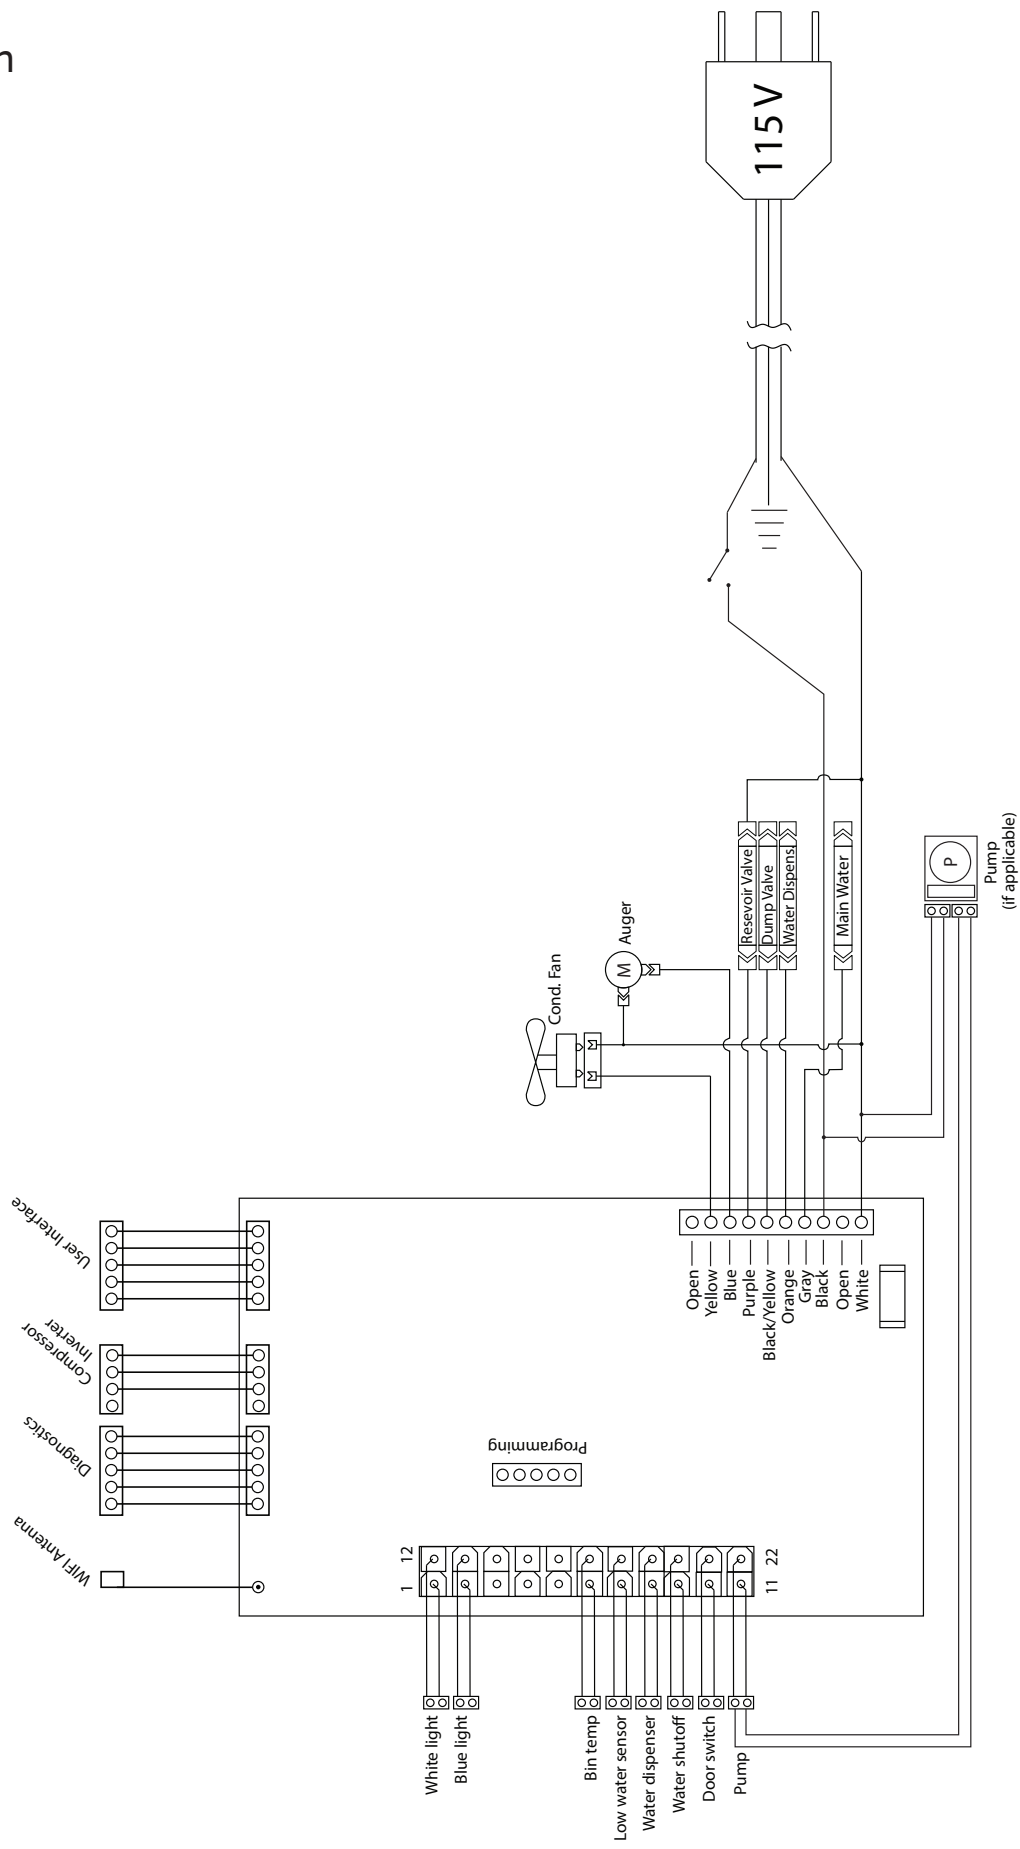 n
115 V
Resevoir Valve
Dump Valve
Water Dispens.
Main Water
P
Pump
(if applicable)
Auger
M
Cond. Fan
User Interface
Compressor
Inverter
Diagnostics
WIFI Antenna
Open
Yellow
Blue
Purple
Black/Yellow
Orange
Gray
Black
Open
White
Programming
1
12
11
22
White light
Blue light
Bin temp
Low water sensor
Water dispenser
Water shutoff
Door switch
Pump